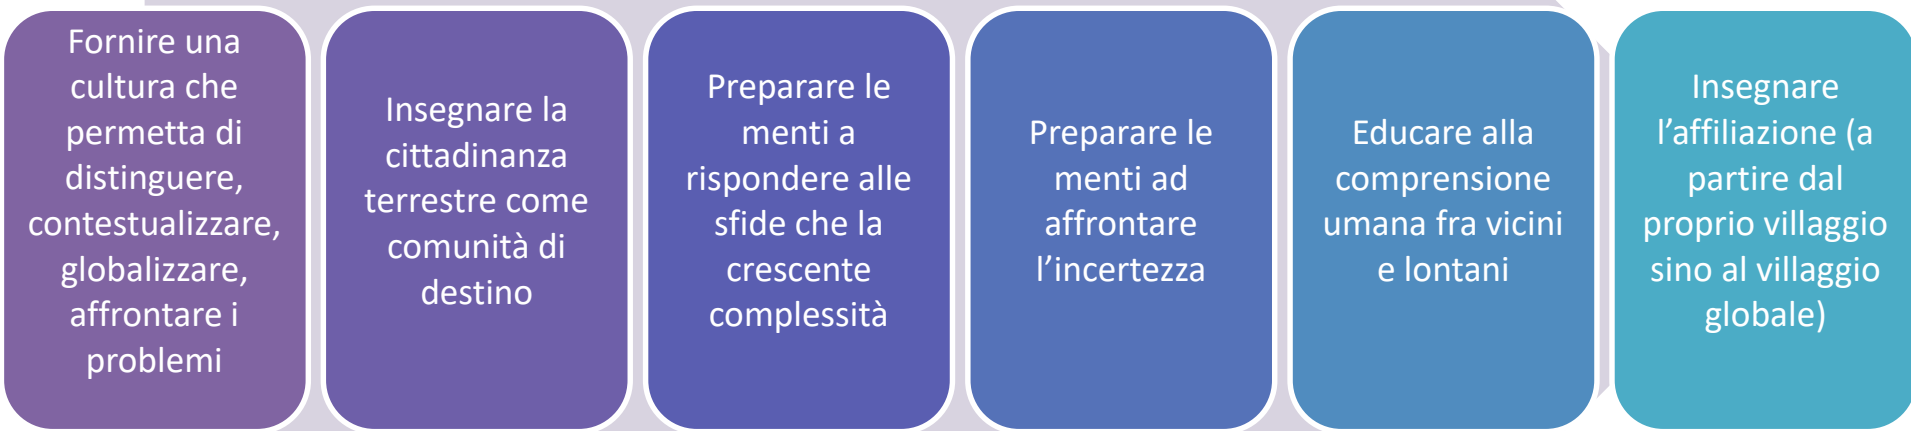 Fornire una
cultura che
permetta di
distinguere,
contestualizzare,
globalizzare,
affrontare i
problemi
Insegnare la
cittadinanza
terrestre come
comunità di
destino
Preparare le
menti a
rispondere alle
sfide che la
crescente
complessità
Preparare le
menti ad
affrontare
l’incertezza
Educare alla
comprensione
umana fra vicini
e lontani
Insegnare
l’affiliazione (a
partire dal
proprio villaggio
sino al villaggio
globale)